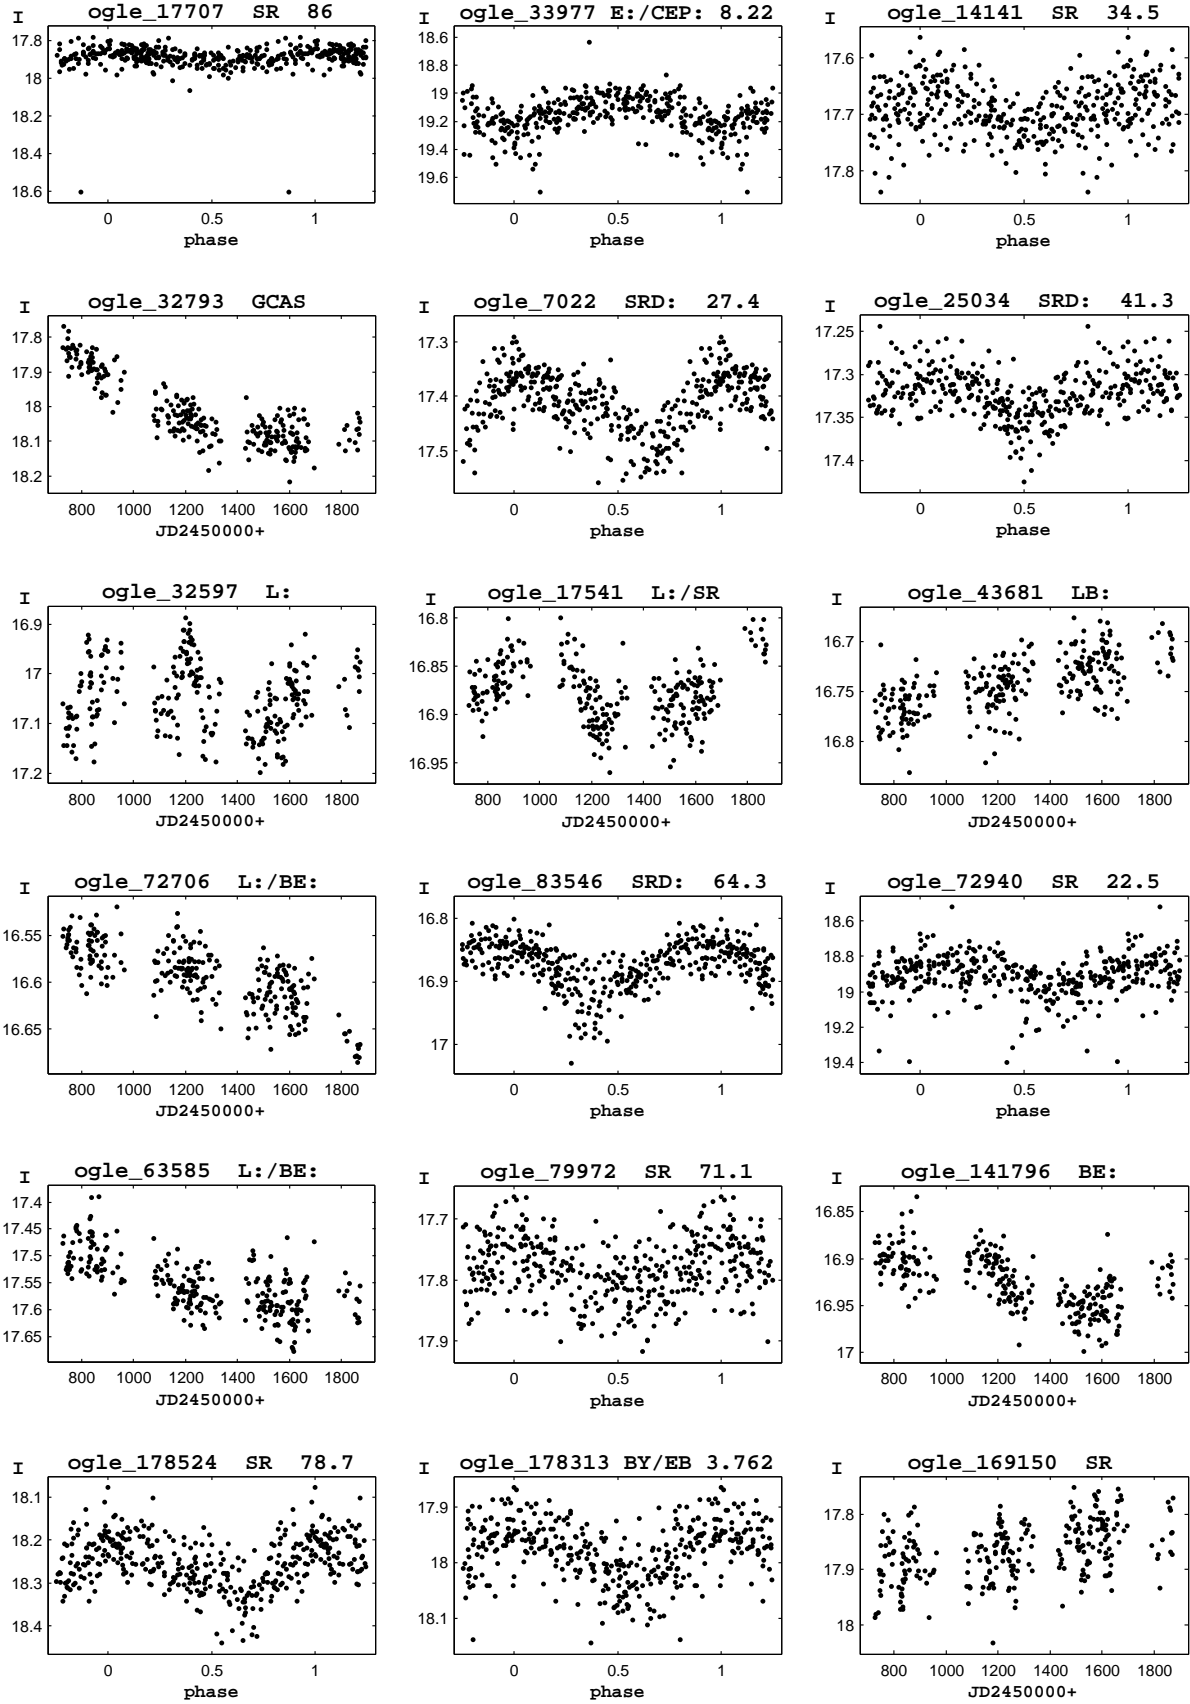 I ogle_17707 SR 86
17.8
18
18.2
18.4
18.6
0 0.5 1
phase
I ogle_33977 E:/CEP: 8.22
18.6
18.8
19
19.2
19.4
19.6
0 0.5 1
phase
I ogle_14141 SR 34.5
17.6
17.7
17.8
0 0.5 1
phase
I ogle_32793 GCAS
17.8
17.9
18
18.1
18.2
800 1000 1200 1400 1600 1800
JD2450000+
I ogle_7022 SRD: 27.4
17.3
17.4
17.5
0 0.5 1
phase
I ogle_25034 SRD: 41.3
17.25
17.3
17.35
17.4
0 0.5 1
phase
I ogle_32597 L:
16.9
17
17.1
17.2
800 1000 1200 1400 1600 1800
JD2450000+
I ogle_17541 L:/SR
16.8
16.85
16.9
16.95
800 1000 1200 1400 1600 1800
JD2450000+
I ogle_43681 LB:
16.7
16.75
16.8
800 1000 1200 1400 1600 1800
JD2450000+
I ogle_72706 L:/BE:
16.55
16.6
16.65
800 1000 1200 1400 1600 1800
JD2450000+
I ogle_83546 SRD: 64.3
16.8
16.9
17
0 0.5 1
phase
I ogle_72940 SR 22.5
18.6
18.8
19
19.2
19.4
0 0.5 1
phase
I ogle_63585 L:/BE:
17.4
17.45
17.5
17.55
17.6
17.65
800 1000 1200 1400 1600 1800
JD2450000+
I ogle_79972 SR 71.1
17.7
17.8
17.9
0 0.5 1
phase
I ogle_141796 BE:
16.85
16.9
16.95
17
800 1000 1200 1400 1600 1800
JD2450000+
I ogle_178524 SR 78.7
18.1
18.2
18.3
18.4
0 0.5 1
phase
I ogle_178313 BY/EB 3.762
17.9
18
18.1
0 0.5 1
phase
I ogle_169150 SR
17.8
17.9
18
800 1000 1200 1400 1600 1800
JD2450000+